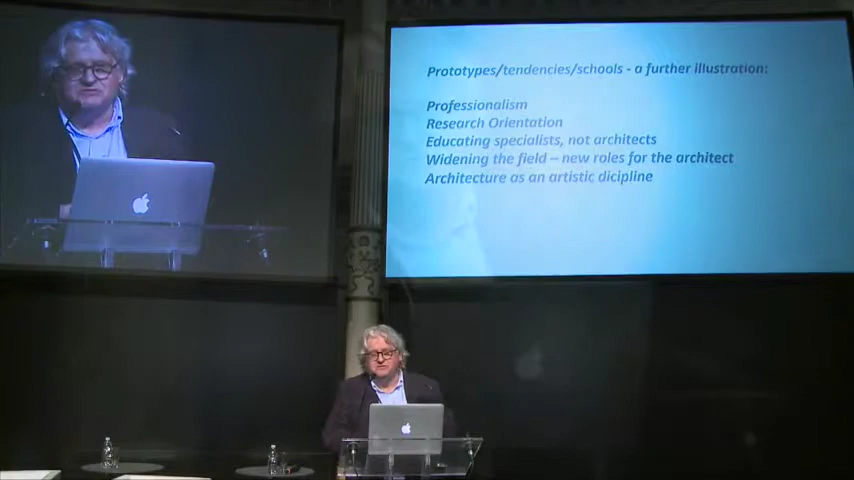 Prototypes/tendencies/schools - a further illustration:
Professionalism
Research Orientation
Educating specialists, not architects
Widening the field – new roles for the architect
Architecture as an artistic dicipline